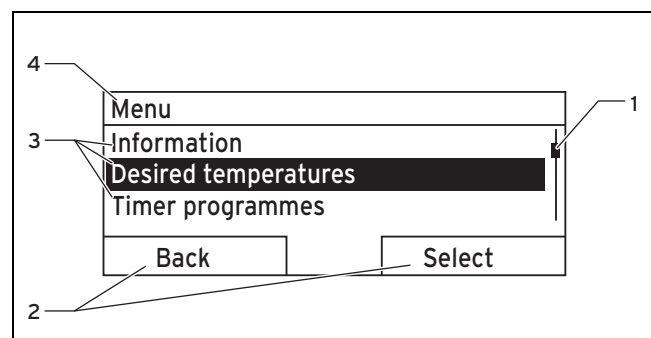 4
Menu
1
3
Information
Desired temperatures
Timer programmes
Back Select
2